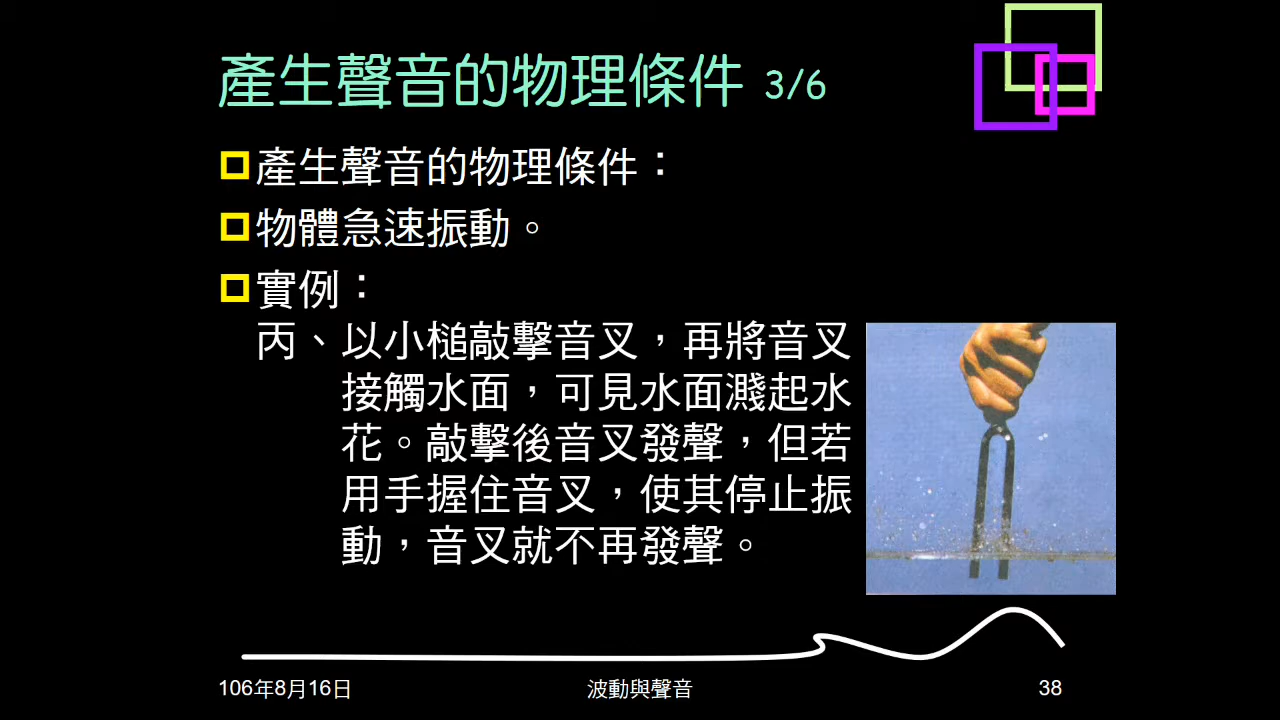 產生聲音的物理條件 3/6
產生聲音的物理條件：
物體急速振動。
實例：
丙、以小槌敲擊音叉，再將音叉
接觸水面，可見水面濺起水
花。敲擊後音叉發聲，但若
用手握住音叉，使其停止振
動，音叉就不再發聲。
106年8月16日
波動與聲音
38